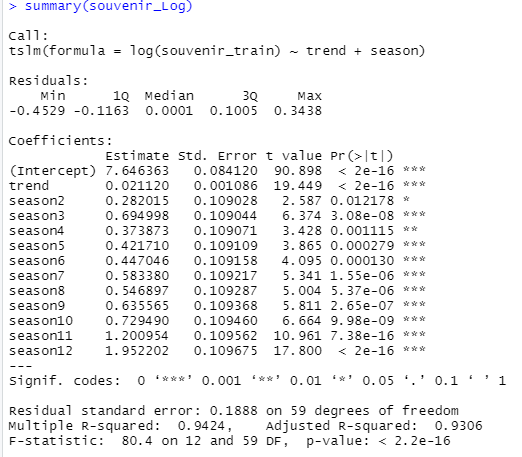 > summary(souvenir_Log)
Call:
tslm(formula = log(souvenir_train) ~ trend + season)
Residuals:
Min 1Q Median 3Q Max
-0.4529 -0.1163 0.0001 0.1005 0.3438
Coefficients:
Estimate Std. Error t value Pr(>|t|)
(Intercept) 7.646363 0.084120 90.898 < 2e-16 ***
trend 0.021120 0.001086 19.449 < 2e-16 ***
season2 0.282015 0.109028 2.587 0.012178 *
season3 0.694998 0.109044 6.374 3.08e-08 ***
season4 0.373873 0.109071 3.428 0.001115 **
season5 0.421710 0.109109 3.865 0.000279 ***
season6 0.447046 0.109158 4.095 0.000130 ***
season7 0.583380 0.109217 5.341 1.55e-06 ***
season8 0.546897 0.109287 5.004 5.37e-06 ***
season9 0.635565 0.109368 5.811 2.65e-07 ***
season10 0.729490 0.109460 6.664 9.98e-09 ***
season11 1.200954 0.109562 10.961 7.38e-16 ***
season12 1.952202 0.109675 17.800 < 2e-16 ***
---
Signif. codes: 0 ‘***’ 0.001 ‘**’ 0.01 ‘*’ 0.05 ‘.’ 0.1 ‘ ’ 1
Residual standard error: 0.1888 on 59 degrees of freedom
Multiple R-squared: 0.9424, Adjusted R-squared: 0.9306
F-statistic: 80.4 on 12 and 59 DF, p-value: < 2.2e-16